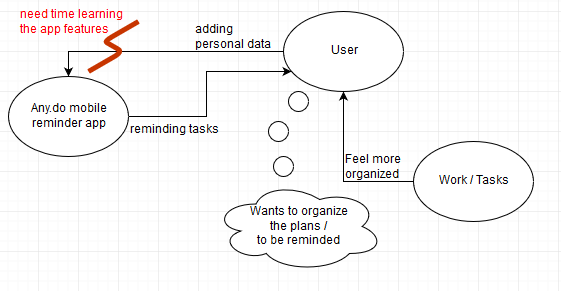 need time learning
the app features
adding
personal data
User
Any.do mobile
reminder app
reminding tasks
Feel more
organized
Work / Tasks
Wants to organize
the plans /
to be reminded